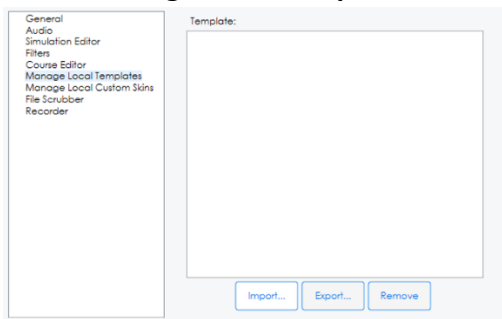 General
Audio
Simulation Editor
Filters
Course Editor
Manage Local Templates
Manage Local Custom Skins
File Scrubber
Recorder
Template:
Import...
Export...
Remove